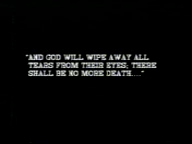 "AND GOD WILL WIPE AWAY ALL
TEARS FROM THEIR EYES; THERE
SHALL BE NO MORE DEATH...."